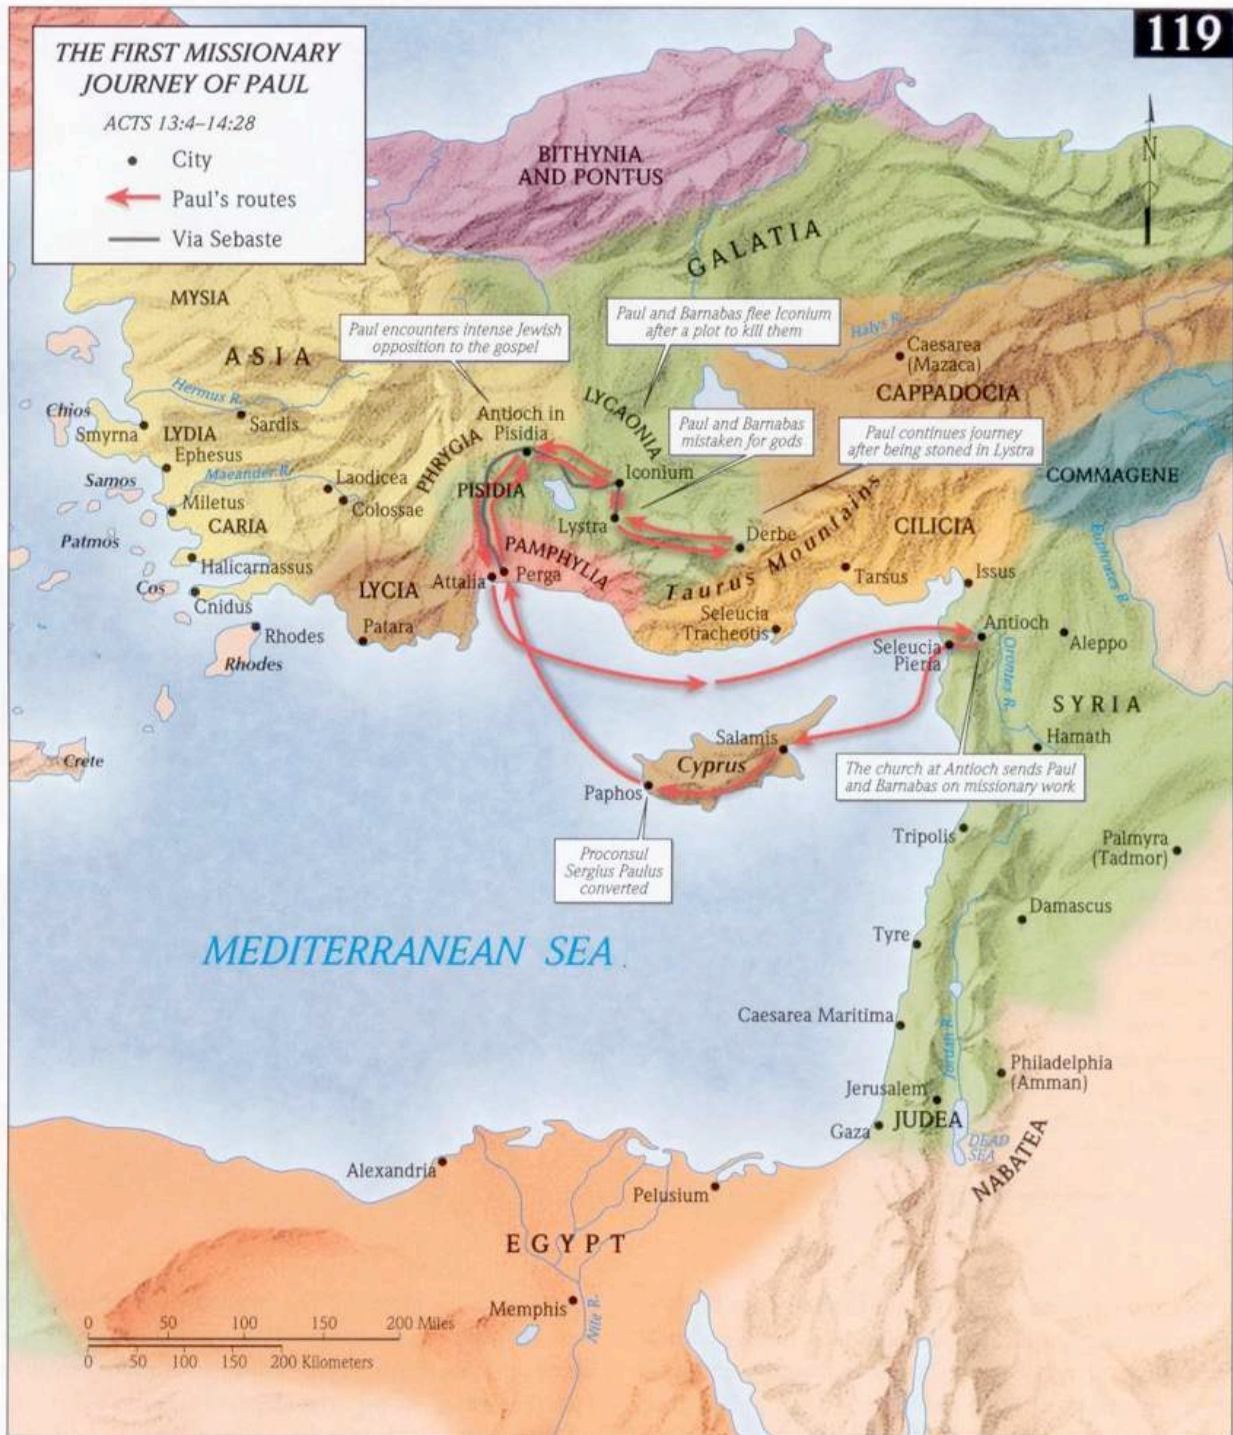 119
THE FIRST MISSIONARY
JOURNEY OF PAUL
ACTS 13:4–14:28
City
Paul's routes
Via Sebaste
N
BITHYNIA
AND PONTUS
GALATIA
MYSIA
ASIA
Paul encounters intense Jewish
opposition to the gospel
Paul and Barnabas flee Iconium
after a plot to kill them
Halys R.
Caesarea
(Mazaca)
CAPPADOCIA
Hermus R.
Chios
Smyrna
Sardis
LYDIA
Ephesus
Antioch in
Pisidia
LYCAONIA
Paul and Barnabas
mistaken for gods
Paul continues journey
after being stoned in Lystra
COMMAGENE
Samos
Maeander R.
Laodicea
Colossae
PHRYGIA
PISIDIA
Iconium
Miletus
CARIA
Lystra
Derbe
CILICIA
Euphrates R.
Patmos
Halicarnassus
PAMPHYLIA
Taurus Mountains
Cos
Cnidus
LYCIA
Attalia
Perga
Tarsus
Issus
Rhodes
Rhodes
Patara
Seleucia
Tracheotis
Antioch
Seleucia
Pieria
Aleppo
Orontes R.
SYRIA
Hamath
Crete
Salamis
Cyprus
Paphos
The church at Antioch sends Paul
and Barnabas on missionary work
Proconsul
Sergius Paulus
converted
Tripolis
Palmyra
(Tadmor)
Damascus
MEDITERRANEAN SEA
Tyre
Caesarea Maritima
Jordan R.
Philadelphia
(Amman)
Jerusalem
JUDEA
Gaza
DEAD
SEA
NABATEA
Alexandria
Pelusium
EGYPT
Memphis
Nile R.
0 50 100 150 200 Miles
0 50 100 150 200 Kilometers